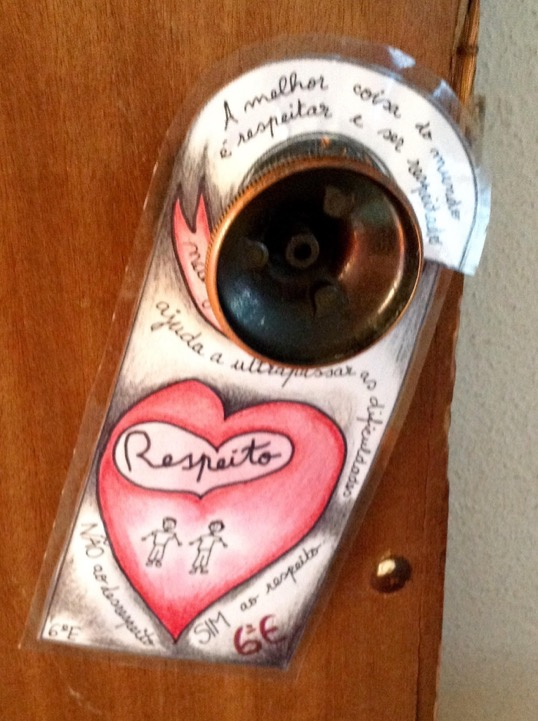 A melhor coisa do mundo
é respeitar e ser respeitado
não
ajuda a ultrapassar as dificuldades
Respeito
NÃO ao desrespeito
SIM ao respeito
6ºE
6ºE